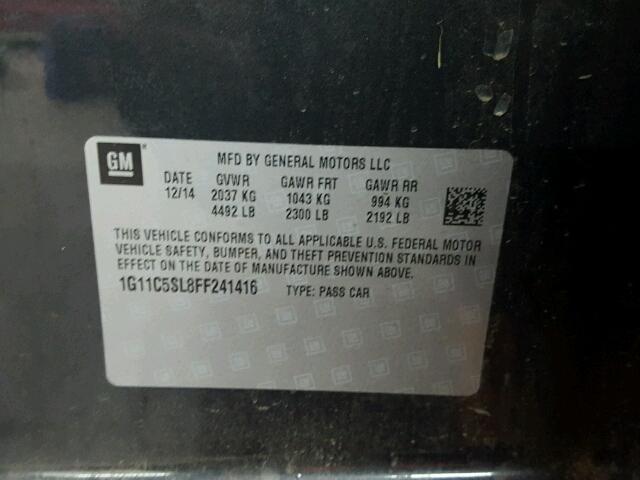 GM
MFD BY GENERAL MOTORS LLC
DATE GVWR GAWR FRT GAWR RR
12/14 2037 KG 1043 KG 994 KG
4492 LB 2300 LB 2192 LB
THIS VEHICLE CONFORMS TO ALL APPLICABLE U.S. FEDERAL MOTOR
VEHICLE SAFETY, BUMPER, AND THEFT PREVENTION STANDARDS IN
EFFECT ON THE DATE OF MANUFACTURE SHOWN ABOVE.
1G11C5SL8FF241416 TYPE: PASS CAR